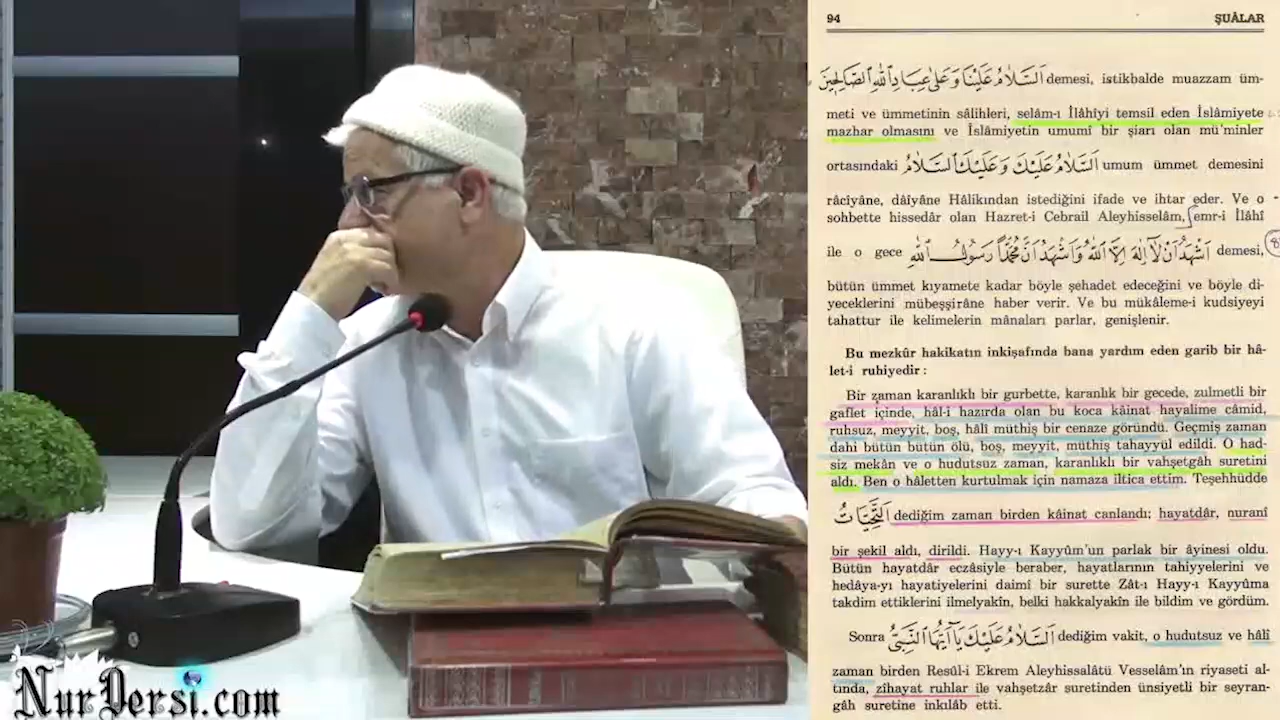 94 ŞUÂLAR
اَلسَّلَامُ عَلَيْنَا وَعَلٰى عِبَادِ اللّٰهِ الصَّالِحِينَ demesi, istikbalde muazzam üm-
meti ve ümmetinin sâlihleri, selâm-ı İlâhîyi temsil eden İslâmiyete
mazhar olmasını ve İslâmiyetin umumî bir şiarı olan mü'minler
ortasındaki اَلسَّلَامُ عَلَيْكَ وَعَلَيْكَ السَّلَامُ umum ümmet demesini
râciyâne, dâîyâne Hâlikından istediğini ifade ve ihtar eder. Ve o
sohbette hissedâr olan Hazret-i Cebrail Aleyhisselâm, emr-i İlâhî
ile o gece اَشْهَدُ اَنْ لَٓا اِلٰهَ اِلَّا اللّٰهُ وَاَشْهَدُ اَنَّ مُحَمَّدًا رَسُولُ اللّٰهِ demesi,
bütün ümmet kıyamete kadar böyle şehadet edeceğini ve böyle di-
yeceklerini mübeşşirâne haber verir. Ve bu mükâleme-i kudsiyeyi
tahattur ile kelimelerin mânaları parlar, genişlenir.
Bu mezkûr hakikatın inkişafında bana yardım eden garib bir hâ-
let-i ruhiyedir :
Bir zaman karanlıklı bir gurbette, karanlık bir gecede, zulmetli bir
gaflet içinde, hâl-i hazırda olan bu koca kâinat hayalime câmid,
ruhsuz, meyyit, boş, hâlî müthiş bir cenaze göründü. Geçmiş zaman
dahi bütün bütün ölü, boş, meyyit, müthiş tahayyül edildi. O had-
siz mekân ve o hudutsuz zaman, karanlıklı bir vahşetgâh suretini
aldı. Ben o hâletten kurtulmak için namaza iltica ettim. Teşehhüdde
اَلتَّحِيَّاتُ dediğim zaman birden kâinat canlandı; hayatdâr, nuranî
bir şekil aldı, dirildi. Hayy-ı Kayyûm'un parlak bir âyinesi oldu.
Bütün hayatdâr eczâsiyle beraber, hayatlarının tahiyyelerini ve
hedâya-yı hayatiyelerini daimî bir surette Zât-ı Hayy-ı Kayyûma
takdim ettiklerini ilmelyakîn, belki hakkalyakîn ile bildim ve gördüm.
Sonra اَلسَّلَامُ عَلَيْكَ يَٓا اَيُّهَا النَّبِىُّ dediğim vakit, o hudutsuz ve hâlî
zaman birden Resûl-i Ekrem Aleyhissalâtü Vesselâm'ın riyaseti al-
tında, zihayat ruhlar ile vahşetzâr suretinden ünsiyetli bir seyran-
gâh suretine inkılâb etti.
NurDersi.com